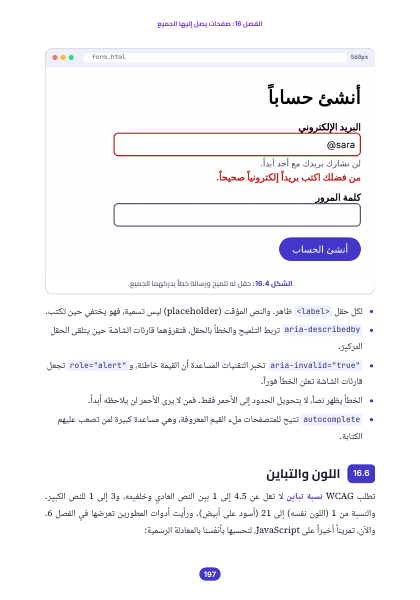 الفصل 16: صفحات يصل إليها الجميع
form.html
560px
أنشئ حساباً
البريد الإلكتروني
@sara
لن نشارك بريدك مع أحد أبداً.
من فضلك اكتب بريداً إلكترونياً صحيحاً.
كلمة المرور
أنشئ الحساب
الشكل 16.4: حقل له تلميح ورسالة خطأ يدركهما الجميع.
لكل حقل <label> ظاهر. والنص المؤقت (placeholder) ليس تسمية، فهو يختفي حين تكتب.
aria-describedby تربط التلميح والخطأ بالحقل، فتقرؤهما قارئات الشاشة حين يتلقى الحقل
التركيز.
aria-invalid="true" تخبر التقنيات المساعدة أن القيمة خاطئة، و role="alert" تجعل
قارئات الشاشة تعلن الخطأ فوراً.
الخطأ يظهر نصاً، لا بتحويل الحدود إلى الأحمر فقط. فمن لا يرى الأحمر لن يلاحظه أبداً.
autocomplete تتيح للمتصفحات ملء القيم المعروفة، وهي مساعدة كبيرة لمن تصعب عليهم
الكتابة.
16.6 اللون والتباين
تطلب WCAG نسبة تباين لا تقل عن 4.5 إلى 1 بين النص العادي وخلفيته، و3 إلى 1 للنص الكبير.
والنسبة من 1 (اللون نفسه) إلى 21 (أسود على أبيض). ورأيت أدوات المطورين تعرضها في الفصل 6.
والآن، تمريناً أخيراً على JavaScript، لنحسبها بأنفسنا بالمعادلة الرسمية:
197